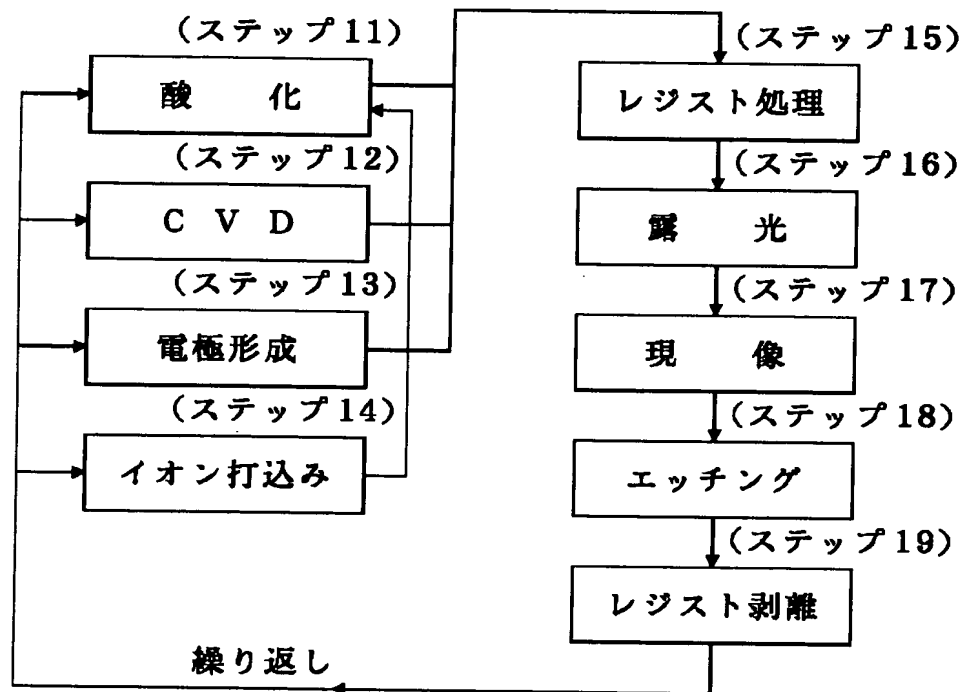 （ステップ11）
酸化
（ステップ12）
CVD
（ステップ13）
電極形成
（ステップ14）
イオン打込み
（ステップ15）
レジスト処理
（ステップ16）
露光
（ステップ17）
現像
（ステップ18）
エッチング
（ステップ19）
レジスト剥離
繰り返し